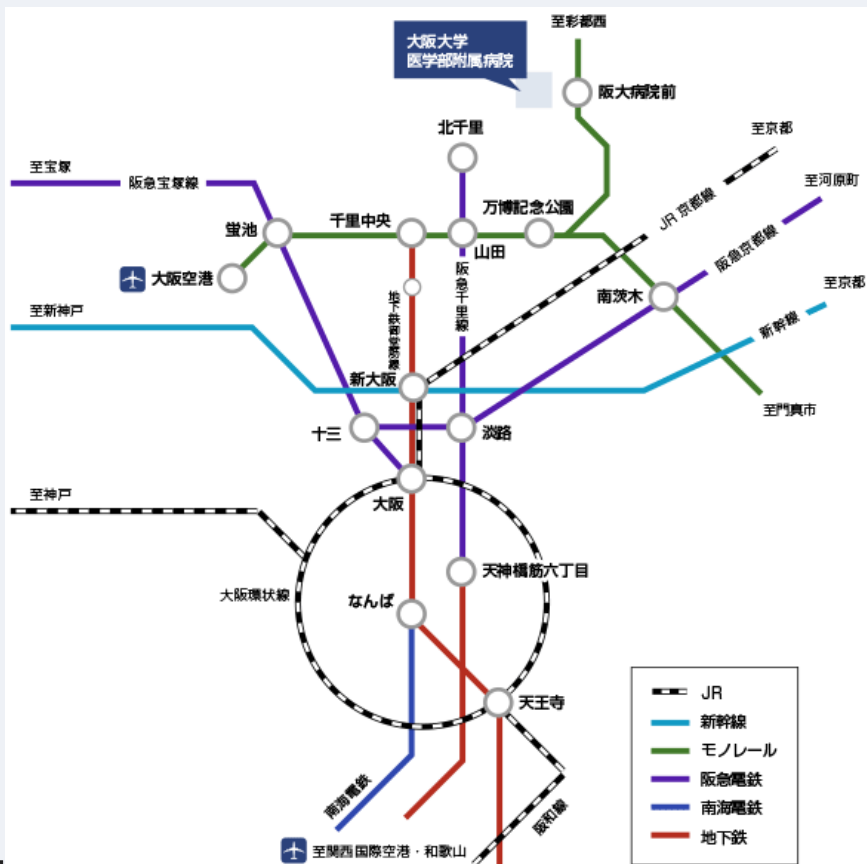 至彩都西
大阪大学
医学部附属病院
阪大病院前
北千里
至京都
至宝塚
阪急宝塚線
至河原町
JR 京都線
万博記念公園
千里中央
蛍池
山田
阪急京都線
大阪空港
阪急千里線
南茨木
至京都
地下鉄御堂筋線
至新神戸
新幹線
新大阪
至門真市
十三
淡路
至神戸
大阪
天神橋筋六丁目
大阪環状線
なんば
天王寺
JR
新幹線
モノレール
阪急電鉄
南海電鉄
地下鉄
南海電鉄
阪和線
至関西国際空港・和歌山